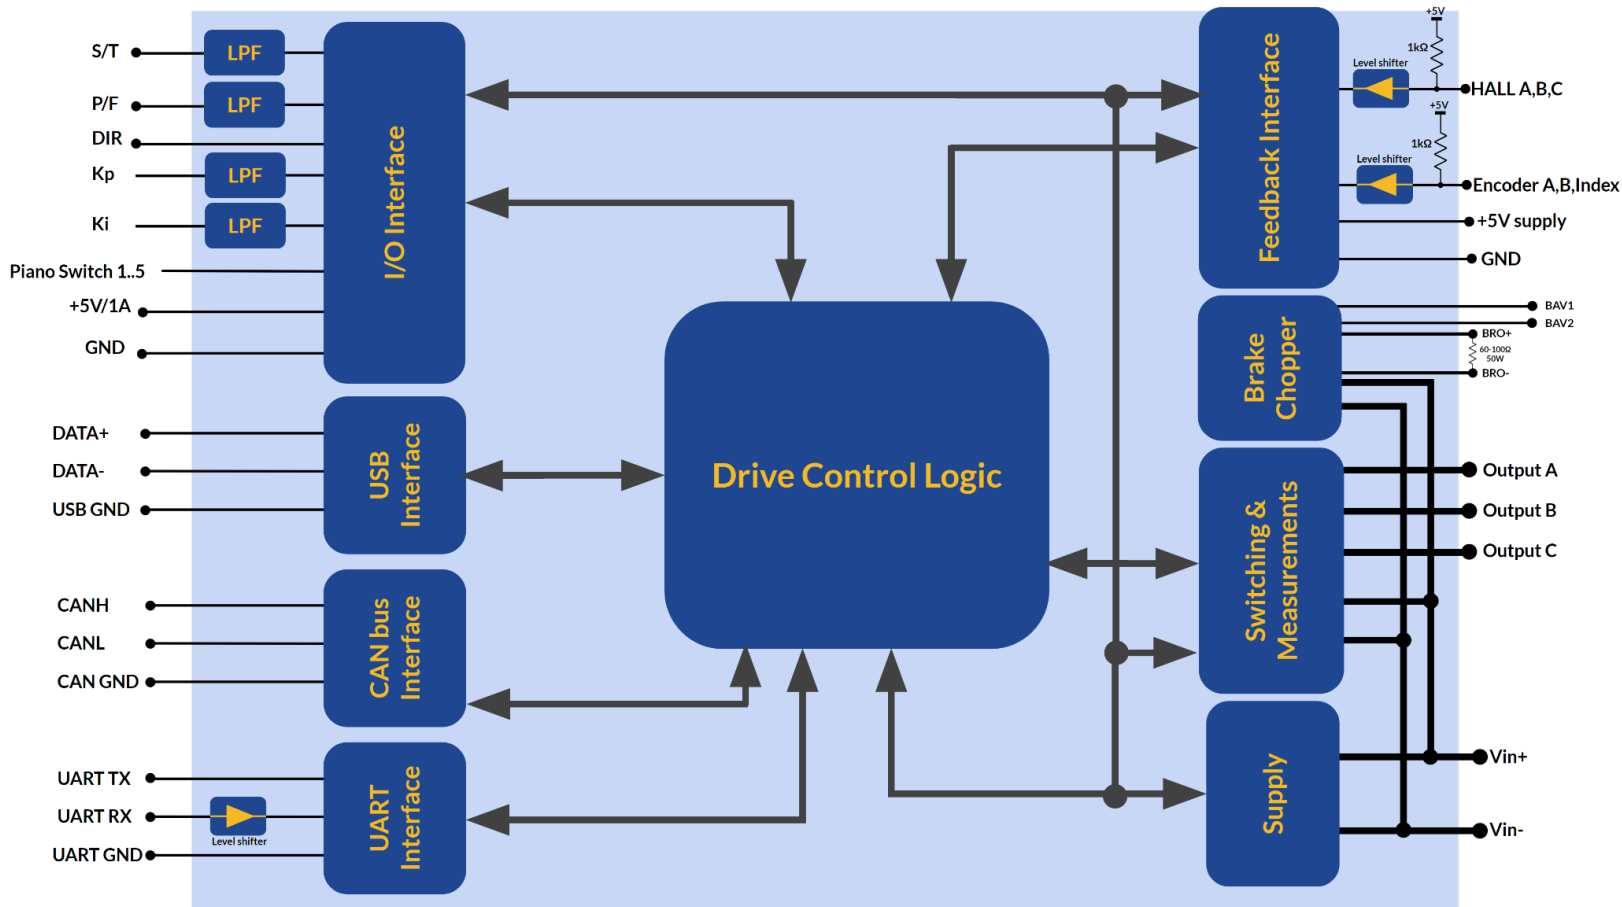 S/T
LPF
P/F
LPF
DIR
Kp
LPF
Ki
LPF
Piano Switch 1..5
+5V/1A
GND
I/O Interface
DATA+
DATA-
USB GND
USB
Interface
CANH
CANL
CAN GND
CAN bus
Interface
UART TX
UART RX
Level shifter
UART GND
UART
Interface
Drive Control Logic
Feedback Interface
+5V
1kΩ
Level shifter
HALL A,B,C
+5V
1kΩ
Level shifter
Encoder A,B,Index
+5V supply
GND
Brake
Chopper
BAV1
BAV2
BRO+
60-100Ω
50W
BRO-
Switching &
Measurements
Output A
Output B
Output C
Supply
Vin+
Vin-